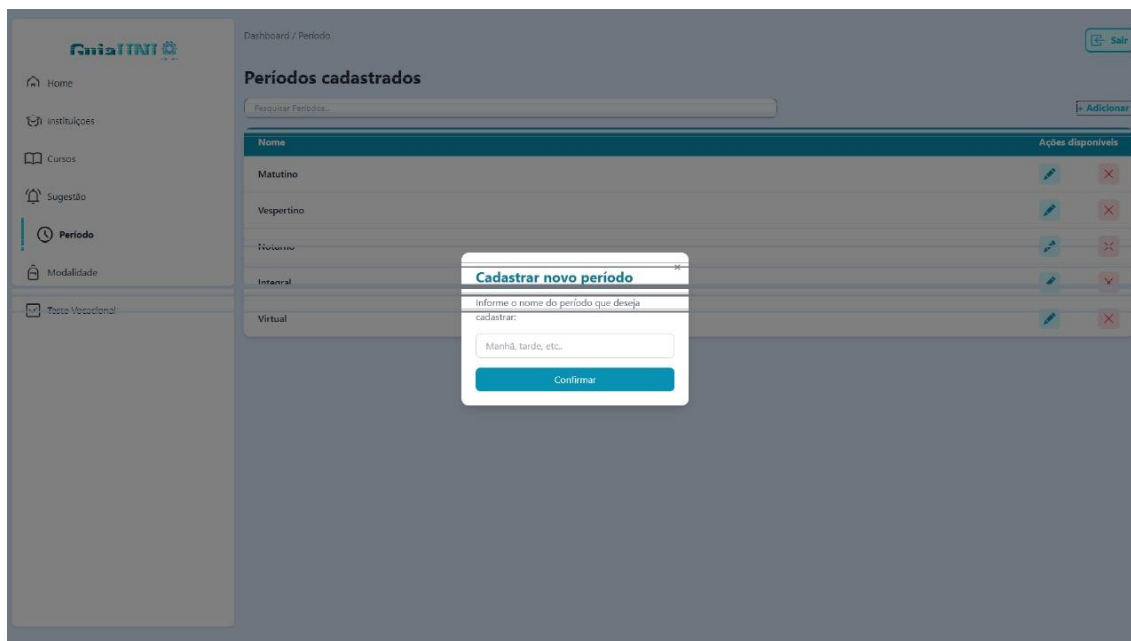 GuiaUNI
Home
Instituiçoes
Cursos
Sugestão
Período
Modalidade
Teste Vocacional
Dashboard / Período
Sair
Períodos cadastrados
Pesquisar Períodos...
+ Adicionar
Nome
Ações disponíveis
Matutino
Vespertino
Noturno
Integral
Virtual
Cadastrar novo período
Informe o nome do período que deseja
cadastrar:
Manhã, tarde, etc..
Confirmar